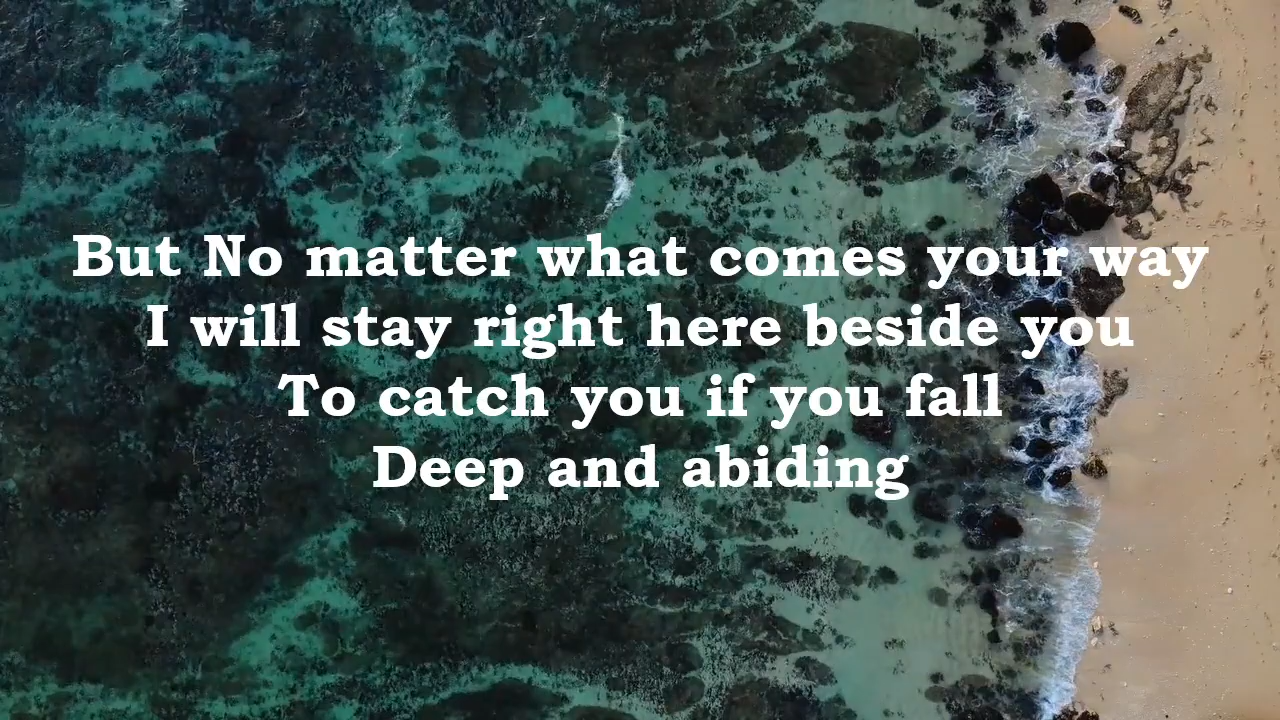 But No matter what comes your way
I will stay right here beside you
To catch you if you fall
Deep and abiding